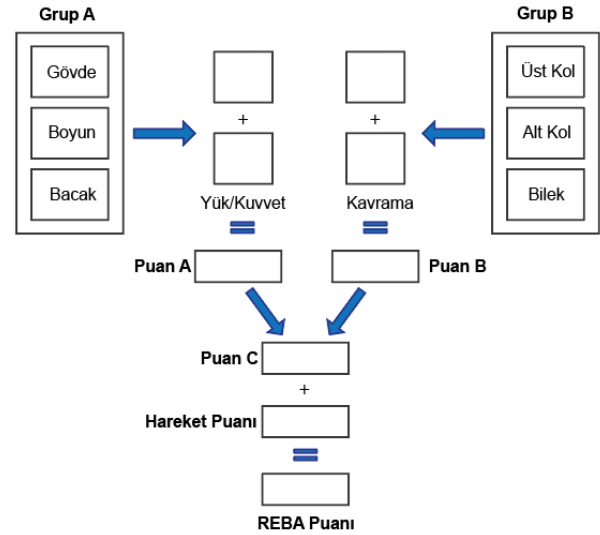 Grup A
Grup B
Gövde
Boyun
Bacak
+
+
Yük/Kuvvet
Kavrama
Üst Kol
Alt Kol
Bilek
=
=
Puan A
Puan B
Puan C
+
Hareket Puanı
=
REBA Puanı